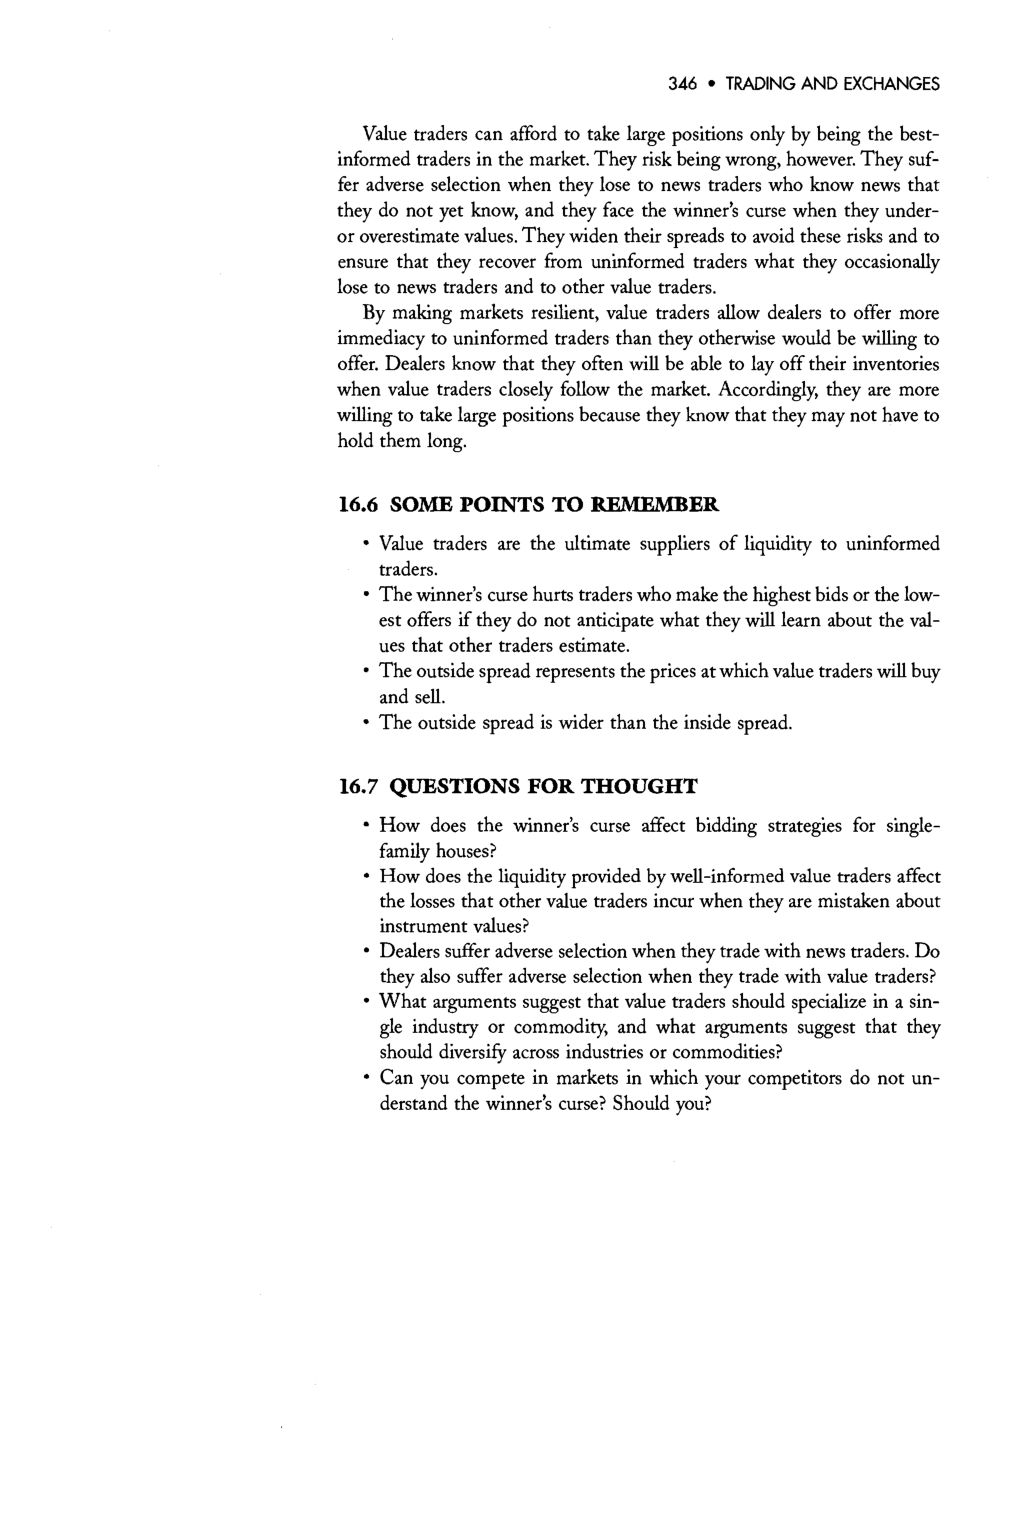 346 • TRADING AND EXCHANGES
Value traders can afford to take large positions only by being the best-
informed traders in the market. They risk being wrong, however. They suf-
fer adverse selection when they lose to news traders who know news that
they do not yet know, and they face the winner's curse when they under-
or overestimate values. They widen their spreads to avoid these risks and to
ensure that they recover from uninformed traders what they occasionally
lose to news traders and to other value traders.
By making markets resilient, value traders allow dealers to offer more
immediacy to uninformed traders than they otherwise would be willing to
offer. Dealers know that they often will be able to lay off their inventories
when value traders closely follow the market. Accordingly, they are more
willing to take large positions because they know that they may not have to
hold them long.
16.6 SOME POINTS TO REMEMBER
• Value traders are the ultimate suppliers of liquidity to uninformed
traders.
• The winner's curse hurts traders who make the highest bids or the low-
est offers if they do not anticipate what they will learn about the val-
ues that other traders estimate.
• The outside spread represents the prices at which value traders will buy
and sell.
• The outside spread is wider than the inside spread.
16.7 QUESTIONS FOR THOUGHT
• How does the winner's curse affect bidding strategies for single-
family houses?
• How does the liquidity provided by well-informed value traders affect
the losses that other value traders incur when they are mistaken about
instrument values?
• Dealers suffer adverse selection when they trade with news traders. Do
they also suffer adverse selection when they trade with value traders?
• What arguments suggest that value traders should specialize in a sin-
gle industry or commodity, and what arguments suggest that they
should diversify across industries or commodities?
• Can you compete in markets in which your competitors do not un-
derstand the winner's curse? Should you?